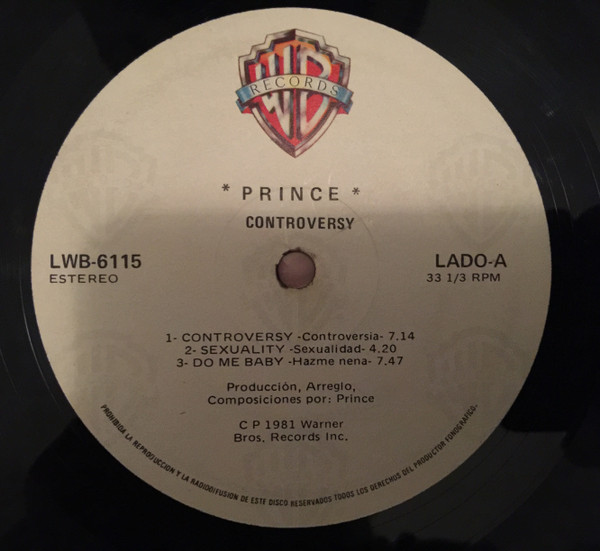 WB
RECORDS
* PRINCE *
CONTROVERSY
LWB-6115
ESTEREO
LADO-A
33 1/3 RPM
1- CONTROVERSY -Controversia- 7.14
2- SEXUALITY -Sexualidad- 4.20
3- DO ME BABY -Hazme nena- 7.47
Producción, Arreglo,
Composiciones por: Prince
C P 1981 Warner
Bros. Records Inc.
PROHIBIDA LA REPRODUCCION Y LA RADIODIFUSION DE ESTE DISCO RESERVADOS TODOS LOS DERECHOS DEL PRODUCTOR FONOGRAFICO.